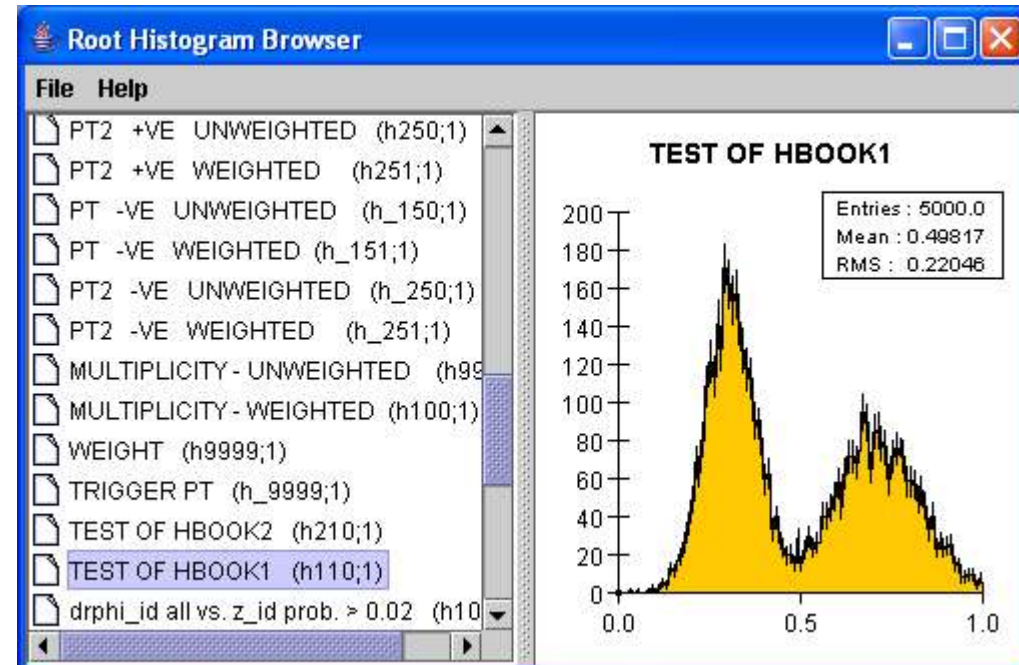 Root Histogram Browser
File Help
PT2 +VE UNWEIGHTED (h250;1)
PT2 +VE WEIGHTED (h251;1)
PT -VE UNWEIGHTED (h_150;1)
PT -VE WEIGHTED (h_151;1)
PT2 -VE UNWEIGHTED (h_250;1)
PT2 -VE WEIGHTED (h_251;1)
MULTIPLICITY - UNWEIGHTED (h99
MULTIPLICITY - WEIGHTED (h100;1)
WEIGHT (h9999;1)
TRIGGER PT (h_9999;1)
TEST OF HBOOK2 (h210;1)
TEST OF HBOOK1 (h110;1)
drphi_id all vs. z_id prob. > 0.02 (h10
TEST OF HBOOK1
Entries : 5000.0
Mean : 0.49817
RMS : 0.22046
200
180
160
140
120
100
80
60
40
20
0
0.0 0.5 1.0